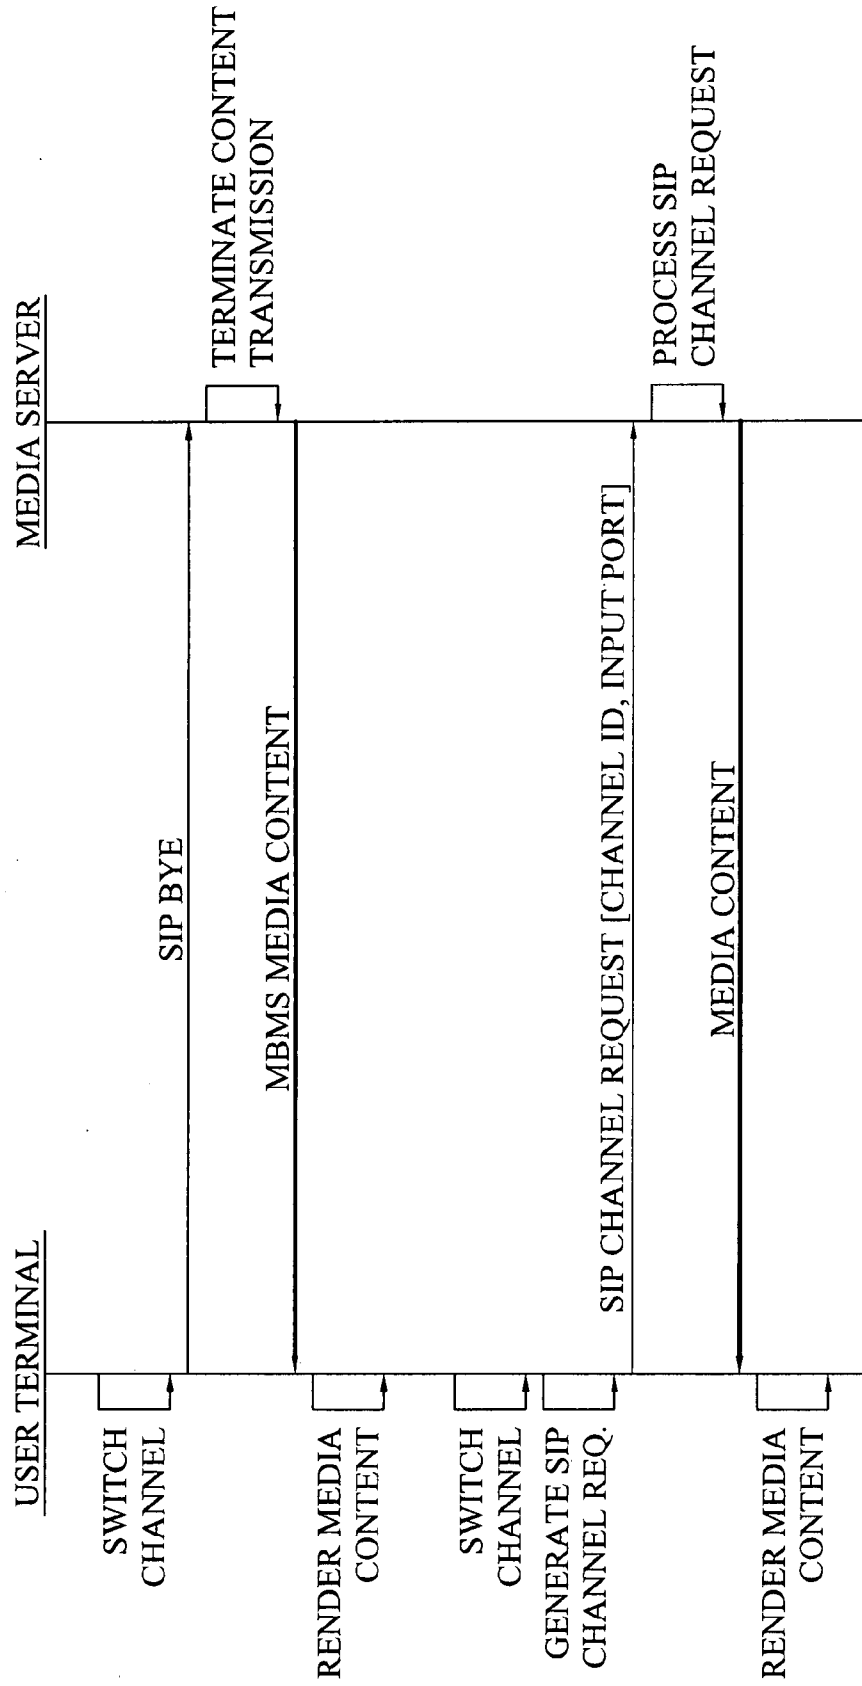 USER TERMINAL
MEDIA SERVER
SWITCH
CHANNEL
SIP BYE
TERMINATE CONTENT
TRANSMISSION
MBMS MEDIA CONTENT
RENDER MEDIA
CONTENT
SWITCH
CHANNEL
GENERATE SIP
CHANNEL REQ.
SIP CHANNEL REQUEST [CHANNEL ID, INPUT PORT]
PROCESS SIP
CHANNEL REQUEST
MEDIA CONTENT
RENDER MEDIA
CONTENT